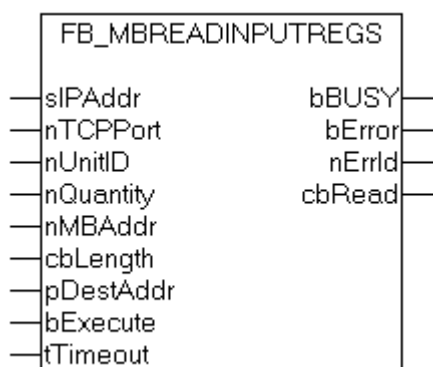 FB_MBREADINPUTREGS
sIPAddr bBUSY
nTCPPort bError
nUnitID nErrId
nQuantity cbRead
nMBAddr
cbLength
pDestAddr
bExecute
tTimeout